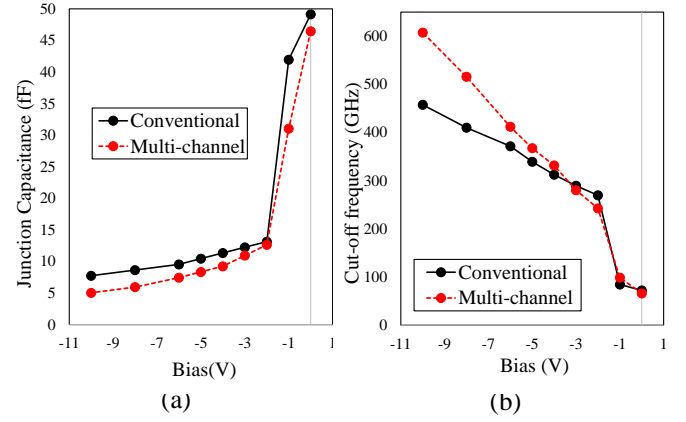 50
45
40
35
30
25
20
15
10
5
0
Junction Capacitance (fF)
Conventional
Multi-channel
-11 -9 -7 -5 -3 -1 1
Bias(V)
(a)
600
500
400
300
200
100
0
Cut-off frequency (GHz)
Conventional
Multi-channel
-11 -9 -7 -5 -3 -1 1
Bias (V)
(b)